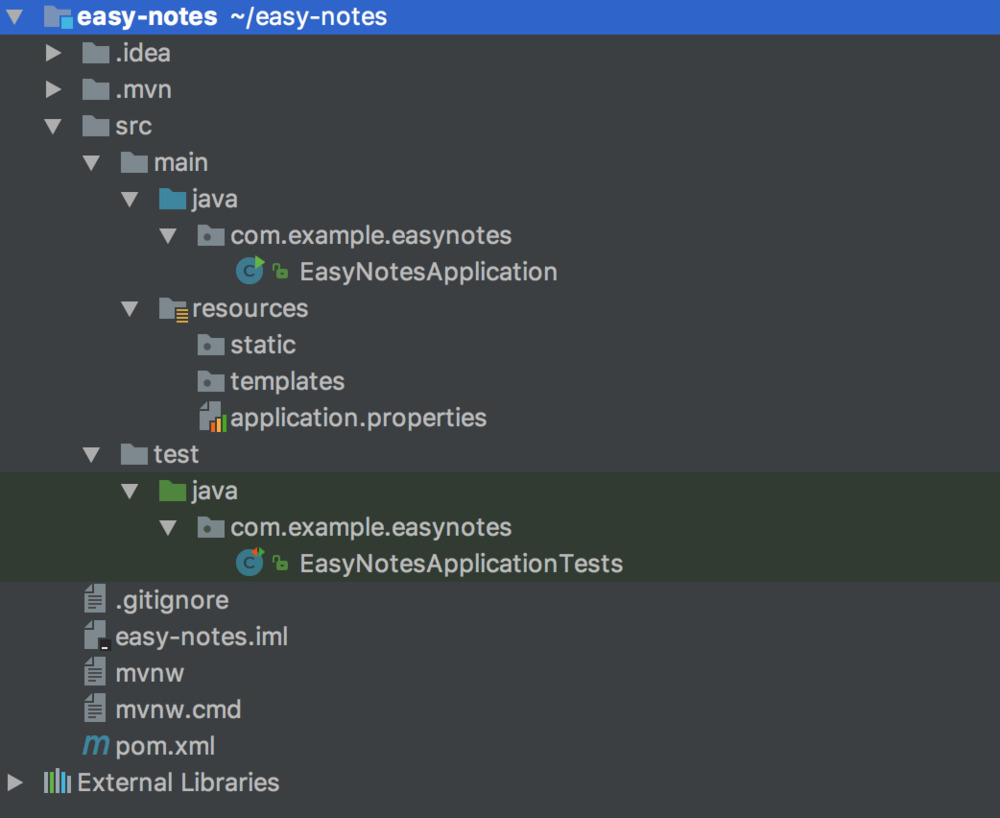 easy-notes ~/easy-notes
.idea
.mvn
src
main
java
com.example.easynotes
EasyNotesApplication
resources
static
templates
application.properties
test
java
com.example.easynotes
EasyNotesApplicationTests
.gitignore
easy-notes.iml
mvnw
mvnw.cmd
pom.xml
External Libraries